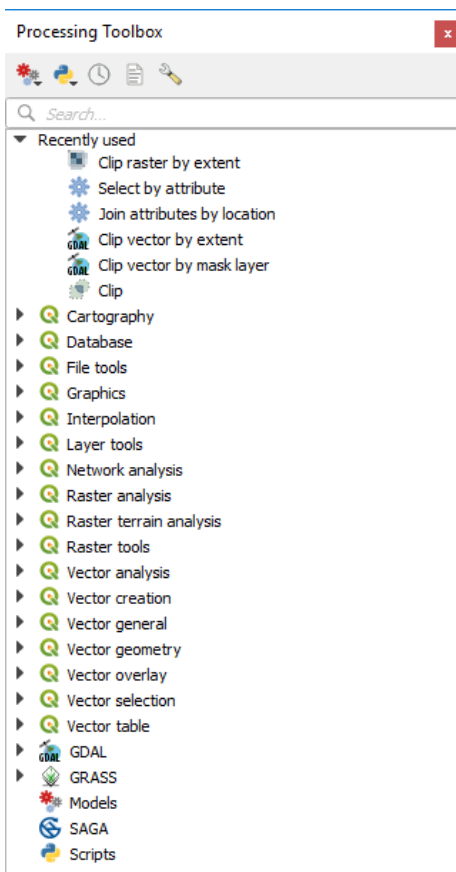 Processing Toolbox
x
Search...
Recently used
Clip raster by extent
Select by attribute
Join attributes by location
GDAL Clip vector by extent
GDAL Clip vector by mask layer
Clip
Cartography
Database
File tools
Graphics
Interpolation
Layer tools
Network analysis
Raster analysis
Raster terrain analysis
Raster tools
Vector analysis
Vector creation
Vector general
Vector geometry
Vector overlay
Vector selection
Vector table
GDAL GDAL
GRASS
Models
SAGA
Scripts